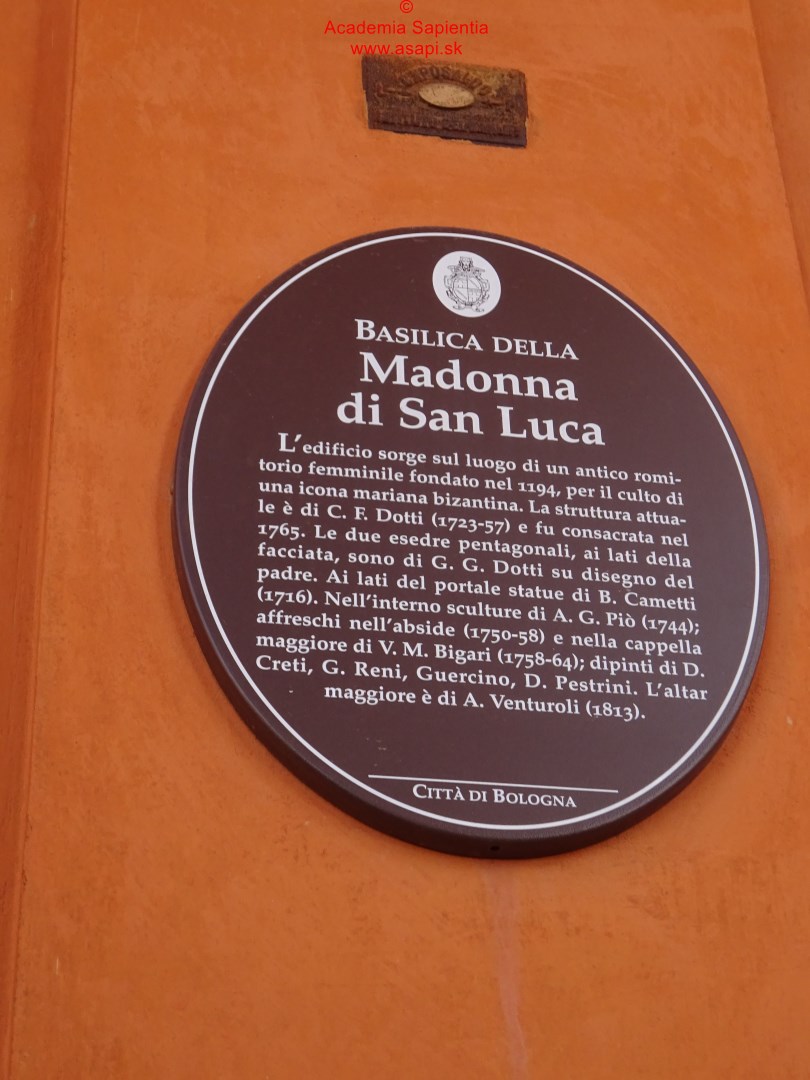 ©
Academia Sapientia
www.asapi.sk
BASILICA DELLA
Madonna
di San Luca
L'edificio sorge sul luogo di un antico romi-
torio femminile fondato nel 1194, per il culto di
una icona mariana bizantina. La struttura attua-
le è di C. F. Dotti (1723-57) e fu consacrata nel
1765. Le due esedre pentagonali, ai lati della
facciata, sono di G. G. Dotti su disegno del
padre. Ai lati del portale statue di B. Cametti
(1716). Nell'interno sculture di A. G. Piò (1744);
affreschi nell'abside (1750-58) e nella cappella
maggiore di V. M. Bigari (1758-64); dipinti di D.
Creti, G. Reni, Guercino, D. Pestrini. L'altar
maggiore è di A. Venturoli (1813).
CITTÀ DI BOLOGNA